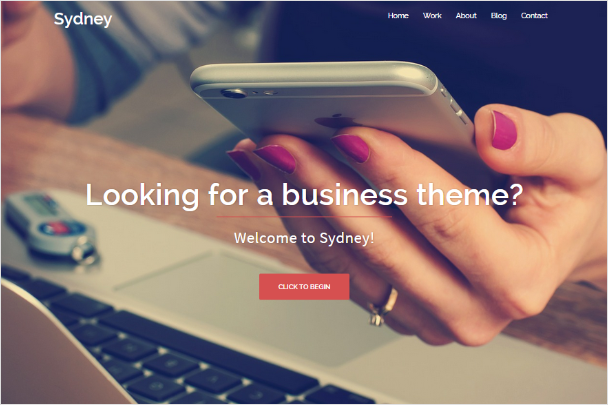 Sydney
Home Work About Blog Contact
Looking for a business theme?
Welcome to Sydney!
CLICK TO BEGIN